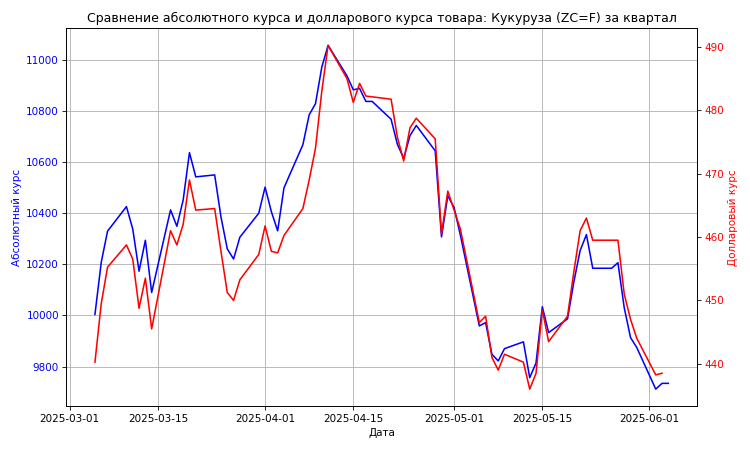 Сравнение абсолютного курса и долларового курса товара: Кукуруза (ZC=F) за квартал
Абсолютный курс
11000
10800
10600
10400
10200
10000
9800
490
480
470
460
450
440
Долларовый курс
2025-03-01 2025-03-15 2025-04-01 2025-04-15 2025-05-01 2025-05-15 2025-06-01
Дата